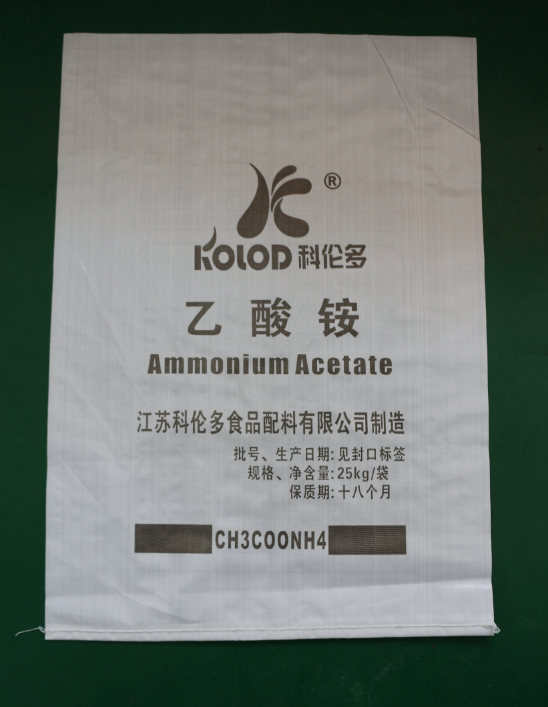 ®
KOLOD 科伦多
乙酸铵
Ammonium Acetate
江苏科伦多食品配料有限公司制造
批号、生产日期:见封口标签
规格、净含量:25kg/袋
保质期:十八个月
CH3COONH4